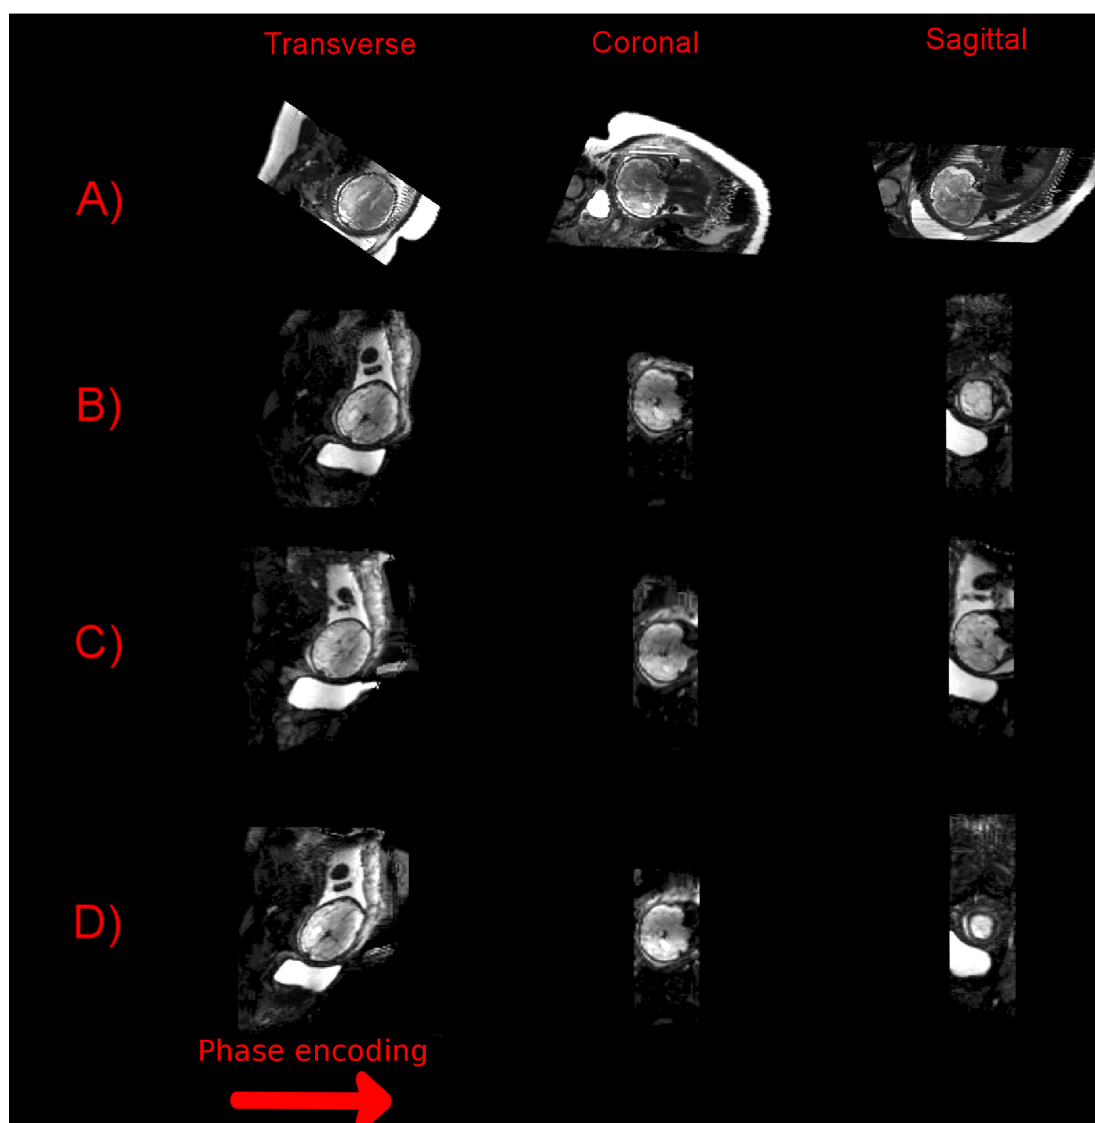 Transverse
Coronal
Sagittal
A)
B)
C)
D)
Phase encoding